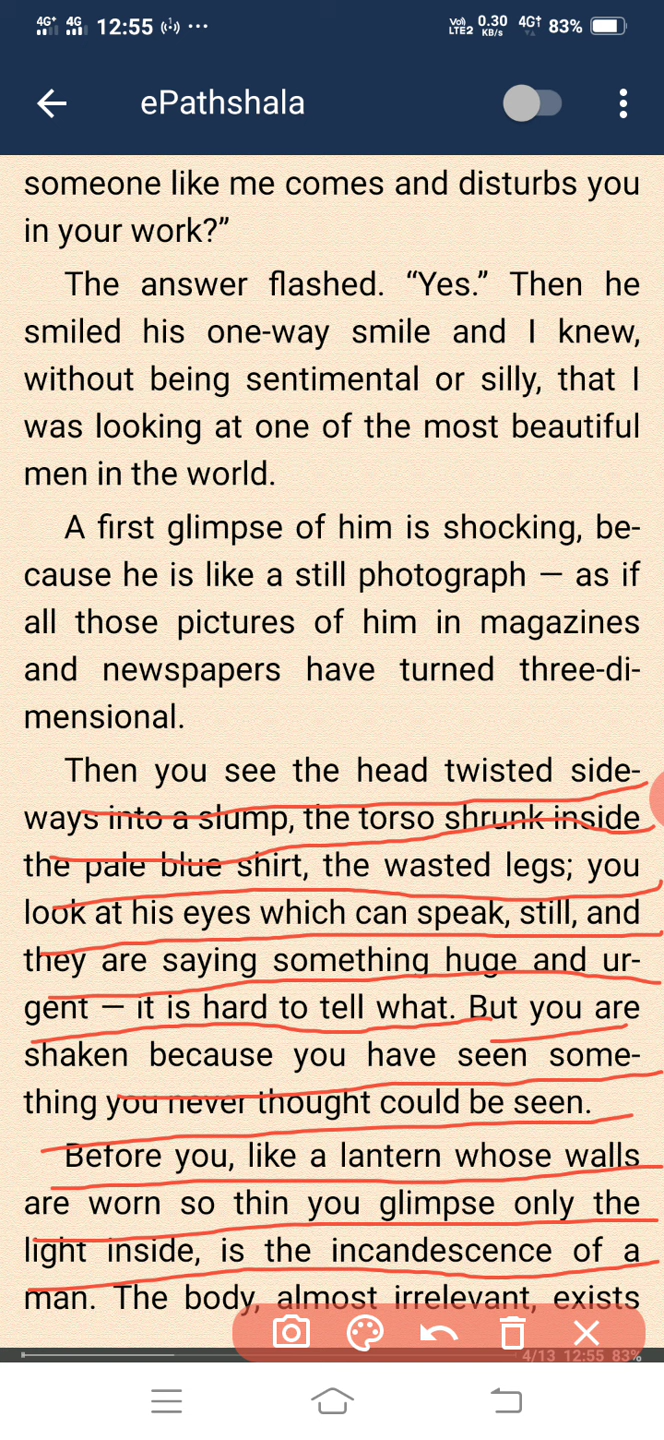 4G+ 4G 12:55 ...
Vo)) LTE2 0.30 KB/s 4G↑ 83%
ePathshala
someone like me comes and disturbs you
in your work?”
The answer flashed. “Yes.” Then he
smiled his one-way smile and I knew,
without being sentimental or silly, that I
was looking at one of the most beautiful
men in the world.
A first glimpse of him is shocking, be-
cause he is like a still photograph — as if
all those pictures of him in magazines
and newspapers have turned three-di-
mensional.
Then you see the head twisted side-
ways into a slump, the torso shrunk inside
the pale blue shirt, the wasted legs; you
look at his eyes which can speak, still, and
they are saying something huge and ur-
gent — it is hard to tell what. But you are
shaken because you have seen some-
thing you never thought could be seen.
Before you, like a lantern whose walls
are worn so thin you glimpse only the
light inside, is the incandescence of a
man. The body, almost irrelevant, exists
4/13 12:55 83%